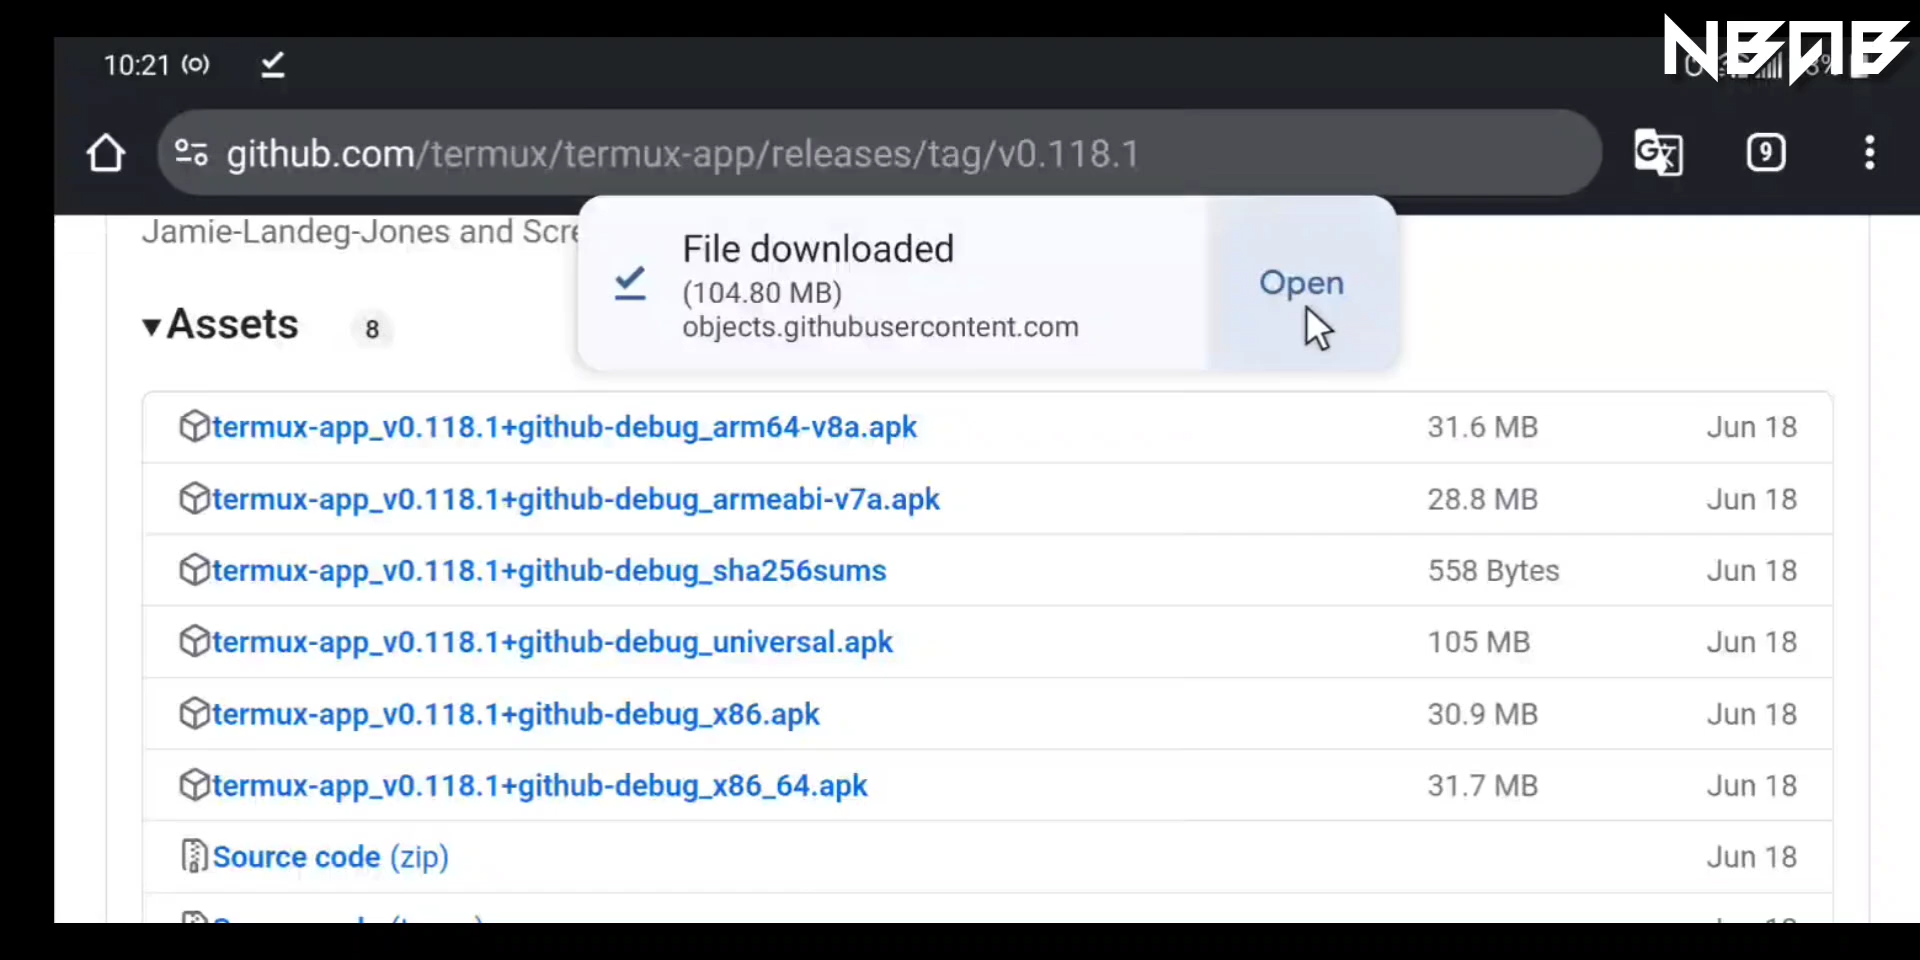 NBAB
10:21
github.com/termux/termux-app/releases/tag/v0.118.1
9
Jamie-Landeg-Jones and Scre
File downloaded
(104.80 MB)
objects.githubusercontent.com
Open
Assets 8
termux-app_v0.118.1+github-debug_arm64-v8a.apk 31.6 MB Jun 18
termux-app_v0.118.1+github-debug_armeabi-v7a.apk 28.8 MB Jun 18
termux-app_v0.118.1+github-debug_sha256sums 558 Bytes Jun 18
termux-app_v0.118.1+github-debug_universal.apk 105 MB Jun 18
termux-app_v0.118.1+github-debug_x86.apk 30.9 MB Jun 18
termux-app_v0.118.1+github-debug_x86_64.apk 31.7 MB Jun 18
Source code (zip) Jun 18